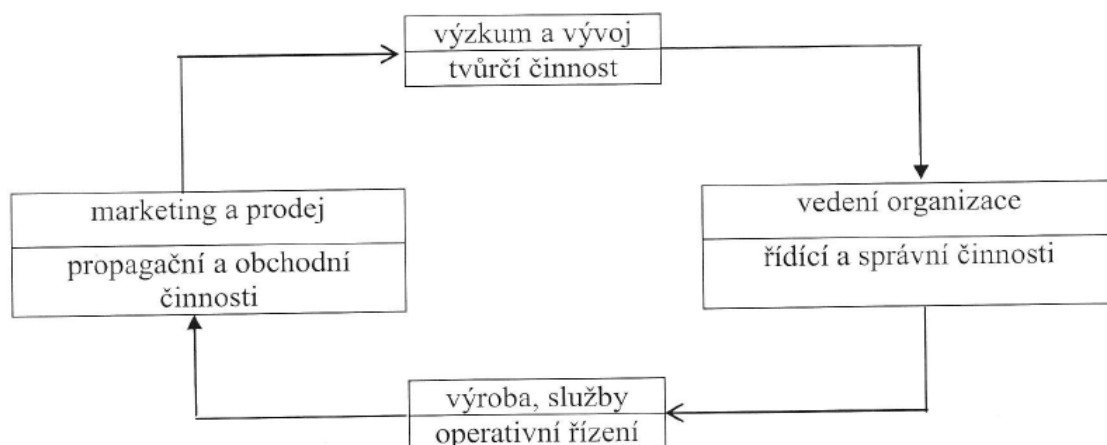 výzkum a vývoj
tvůrčí činnost
marketing a prodej
propagační a obchodní
činnosti
vedení organizace
řídící a správní činnosti
výroba, služby
operativní řízení